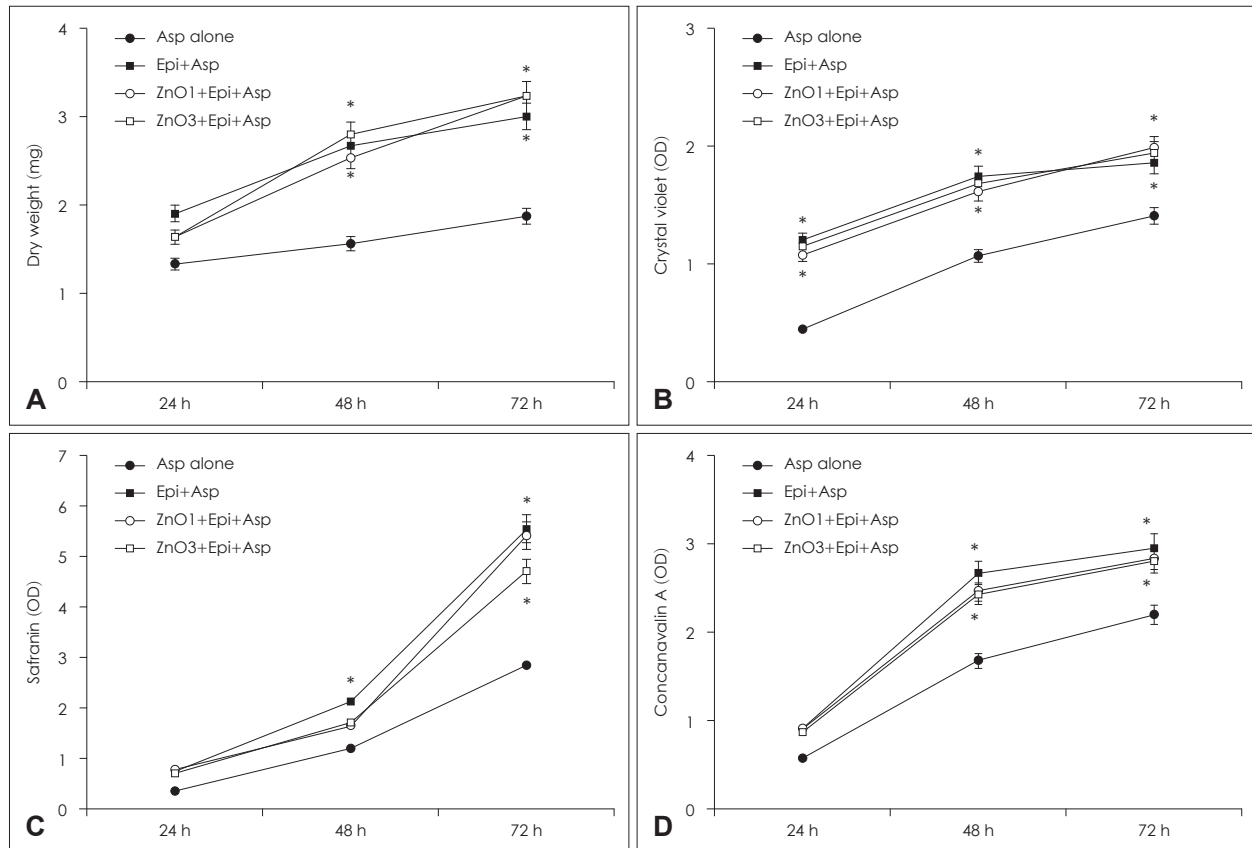 4
3
2
1
0
Dry weight (mg)
Asp alone
Epi+Asp
ZnO1+Epi+Asp
ZnO3+Epi+Asp
*
*
*
*
A
24 h 48 h 72 h
3
2
1
0
Crystal violet (OD)
Asp alone
Epi+Asp
ZnO1+Epi+Asp
ZnO3+Epi+Asp
*
*
*
*
*
*
B
24 h 48 h 72 h
7
6
5
4
3
2
1
0
Safranin (OD)
Asp alone
Epi+Asp
ZnO1+Epi+Asp
ZnO3+Epi+Asp
*
*
*
C
24 h 48 h 72 h
4
3
2
1
0
Concanavalin A (OD)
Asp alone
Epi+Asp
ZnO1+Epi+Asp
ZnO3+Epi+Asp
*
*
*
*
D
24 h 48 h 72 h